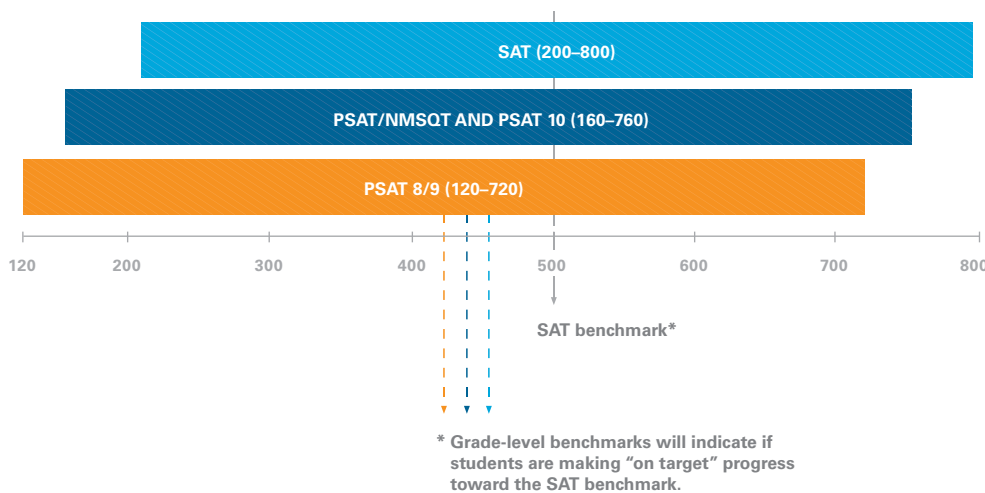 SAT (200–800)
PSAT/NMSQT AND PSAT 10 (160–760)
PSAT 8/9 (120–720)
120 200 300 400 500 600 700 800
SAT benchmark*
* Grade-level benchmarks will indicate if
students are making “on target” progress
toward the SAT benchmark.